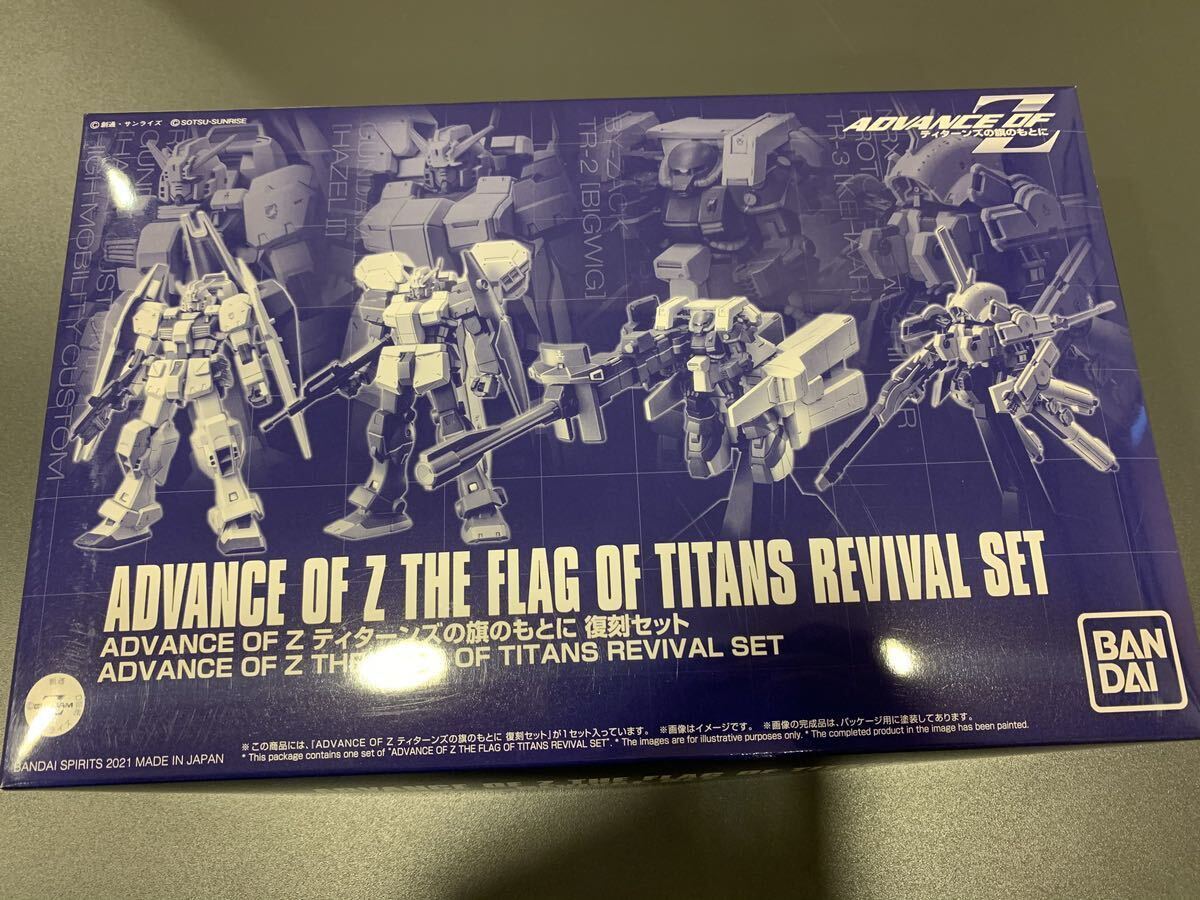 ©創通・サンライズ ©SOTSU-SUNRISE
ADVANCE OF Z
ティターンズの旗のもとに
HIGH MOBILITY CUSTOM
HAZEL II
TR-2 [BIGWIG]
ADVANCE OF Z THE FLAG OF TITANS REVIVAL SET
ADVANCE OF Z ティターンズの旗のもとに 復刻セット
ADVANCE OF Z THE OF TITANS REVIVAL SET
BAN
DAI
※この商品には、「ADVANCE OF Z ティターンズの旗のもとに 復刻セット」が1セット入っています。 ※画像はイメージです。 ※画像の完成品は、パッケージ用に塗装してあります。
* This package contains one set of "ADVANCE OF Z THE FLAG OF TITANS REVIVAL SET". * The images are for illustrative purposes only. * The completed product in the image has been painted.
BANDAI SPIRITS 2021 MADE IN JAPAN
ADVANCE OF Z THE FLAG OF